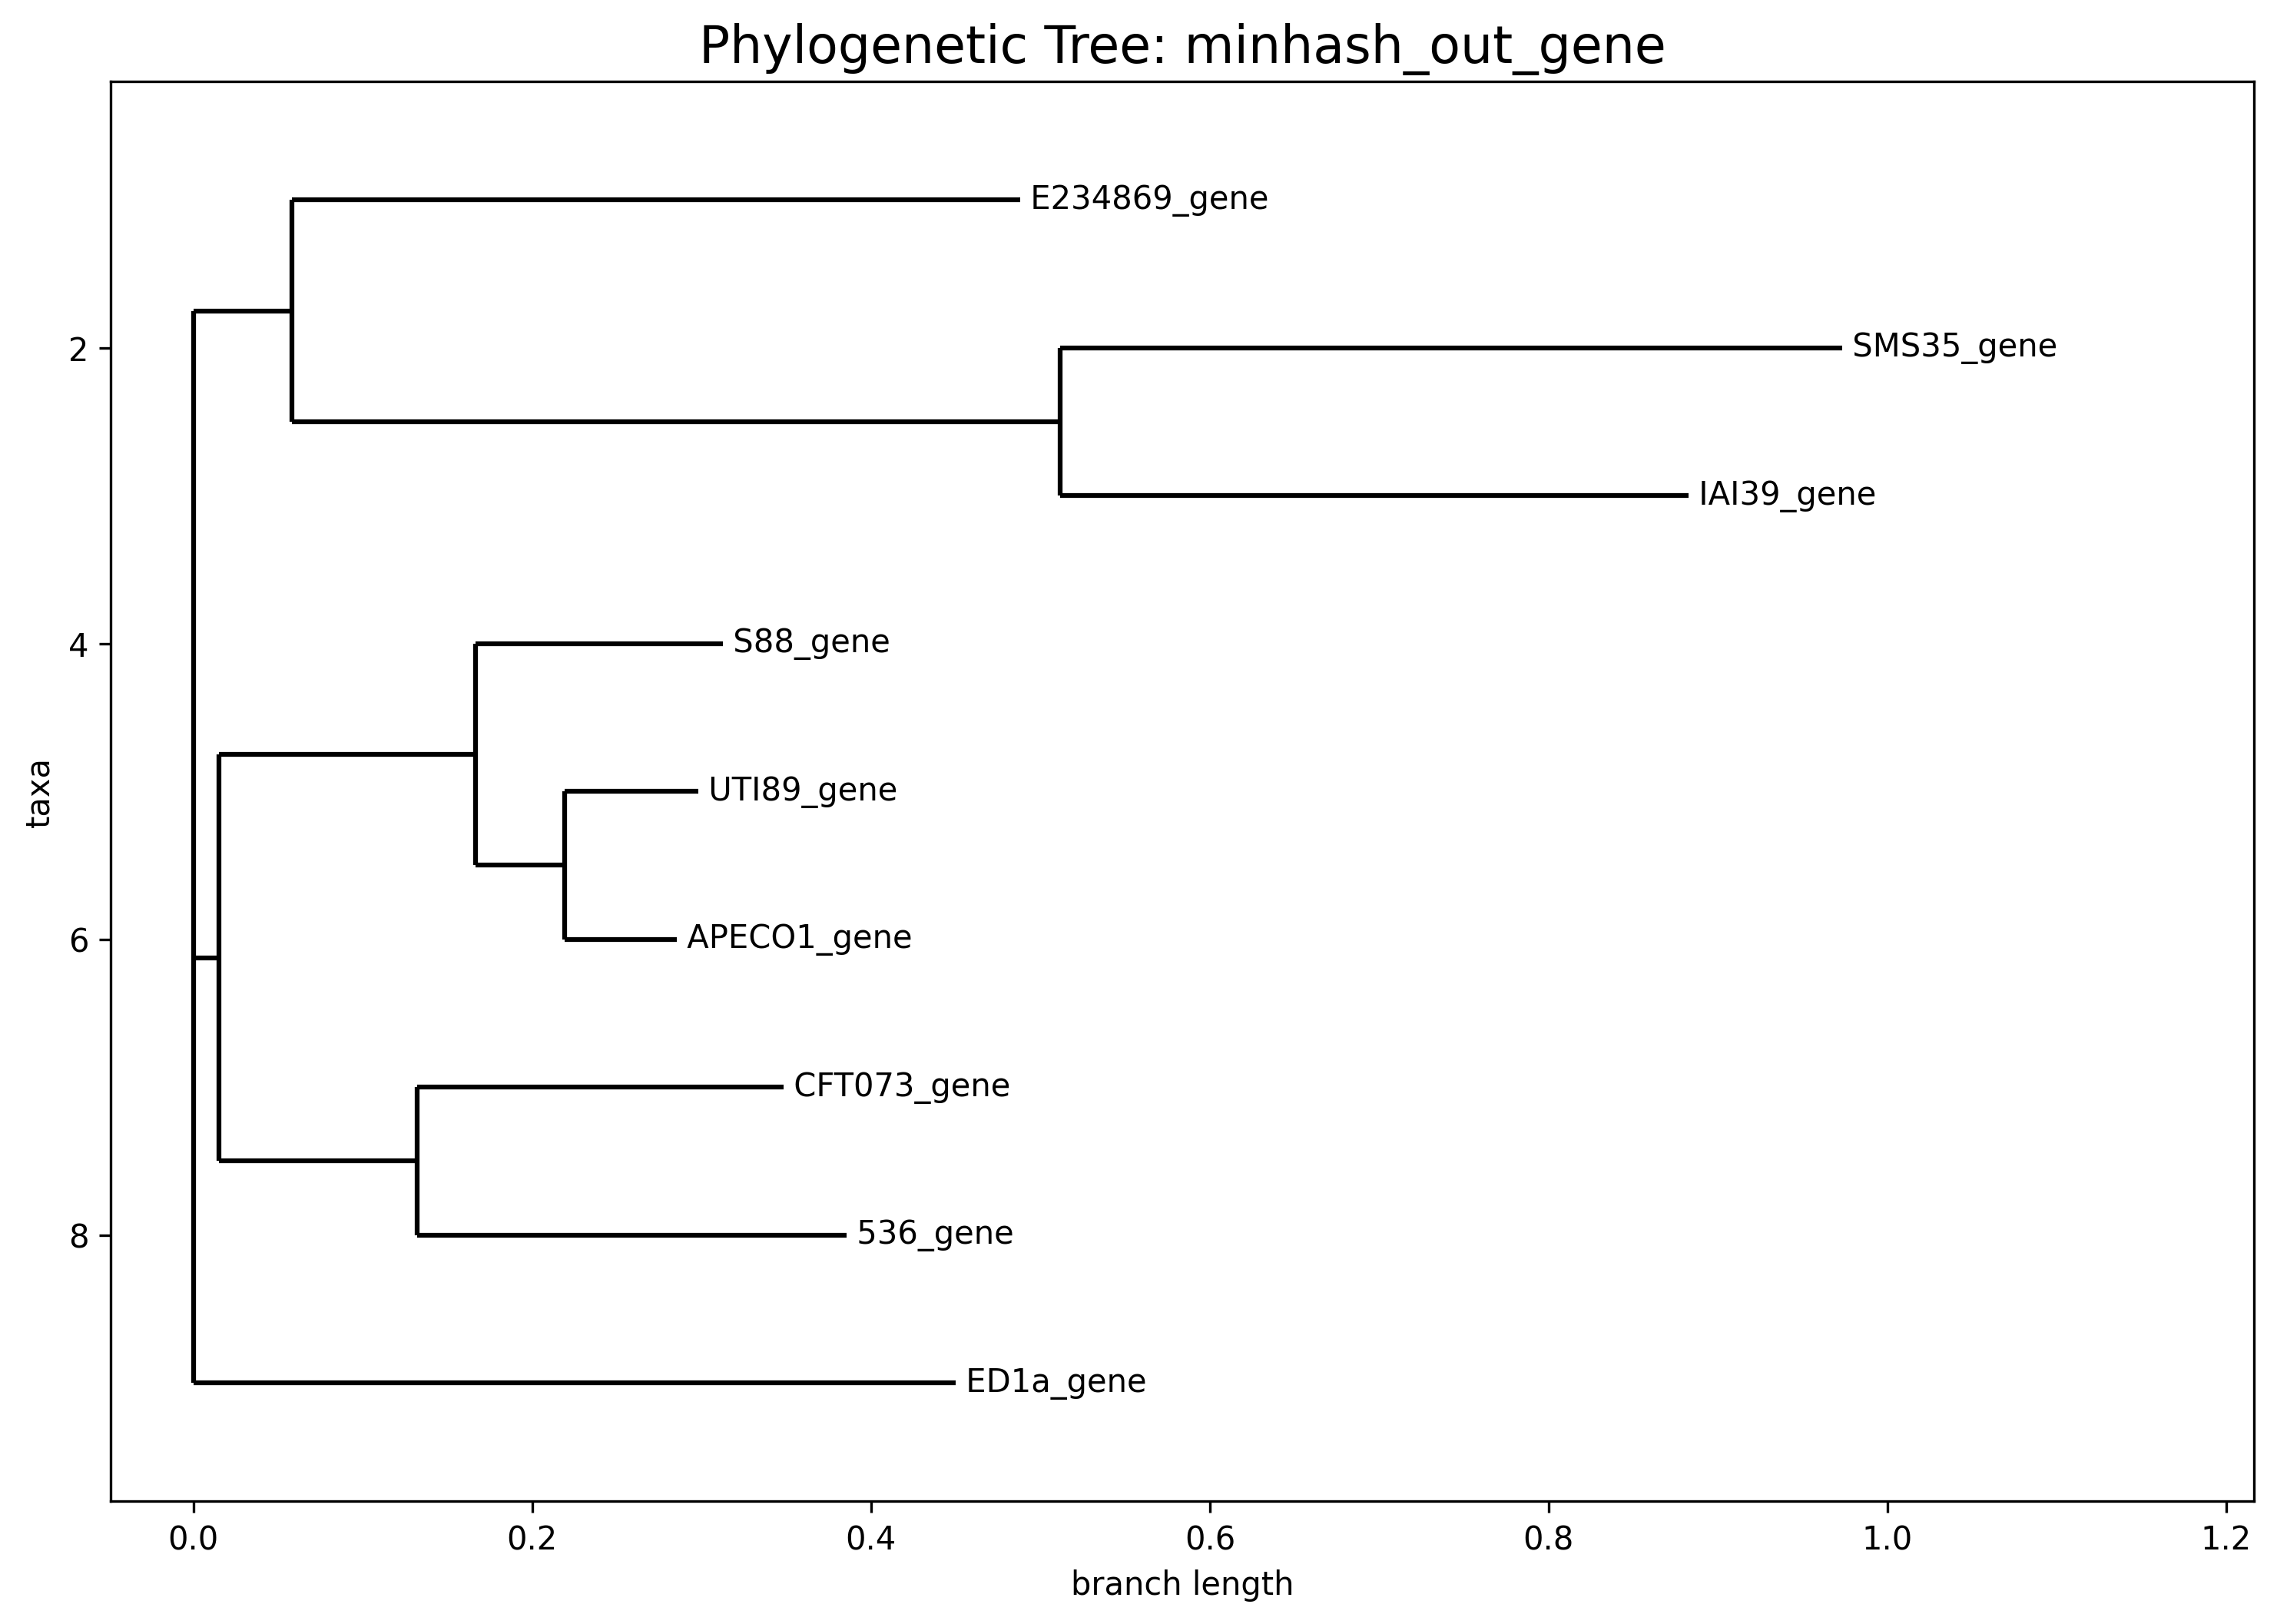 Phylogenetic Tree: minhash_out_gene
E234869_gene
2
SMS35_gene
IAI39_gene
4
S88_gene
taxa
UTI89_gene
6
APECO1_gene
CFT073_gene
8
536_gene
ED1a_gene
0.0 0.2 0.4 0.6 0.8 1.0 1.2
branch length